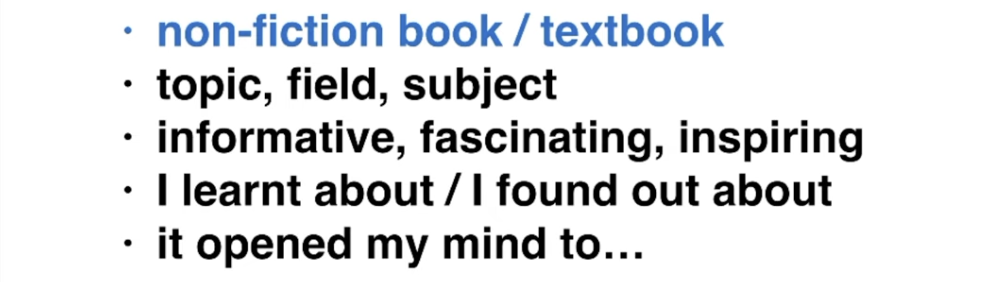 · non-fiction book / textbook
· topic, field, subject
· informative, fascinating, inspiring
· I learnt about / I found out about
· it opened my mind to…